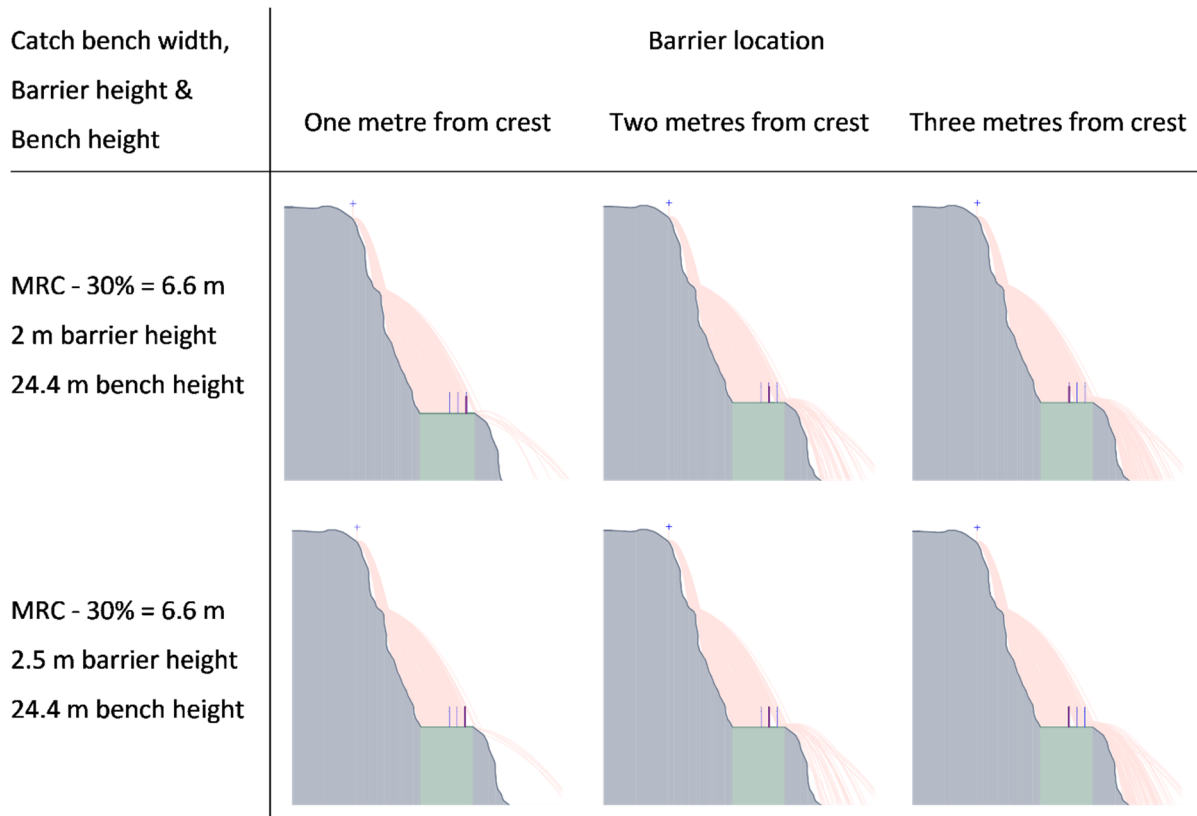 Catch bench width,
Barrier height &
Bench height
Barrier location
One metre from crest
Two metres from crest
Three metres from crest
MRC - 30% = 6.6 m
2 m barrier height
24.4 m bench height
MRC - 30% = 6.6 m
2.5 m barrier height
24.4 m bench height